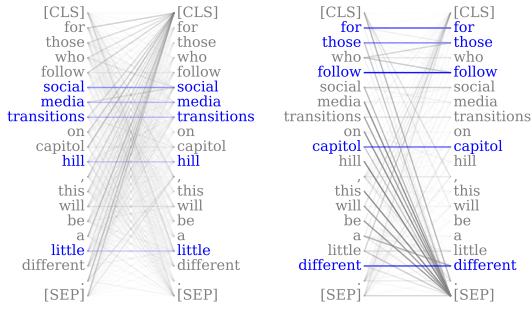 [CLS] [CLS] [CLS] [CLS]
for for for for
those those those those
who who who who
follow follow follow follow
social social social social
media media media media
transitions transitions transitions transitions
on on on on
capitol capitol capitol capitol
hill hill hill hill
, , , ,
this this this this
will will will will
be be be be
a a a a
little little little little
different different different different
. . . .
[SEP] [SEP] [SEP] [SEP]